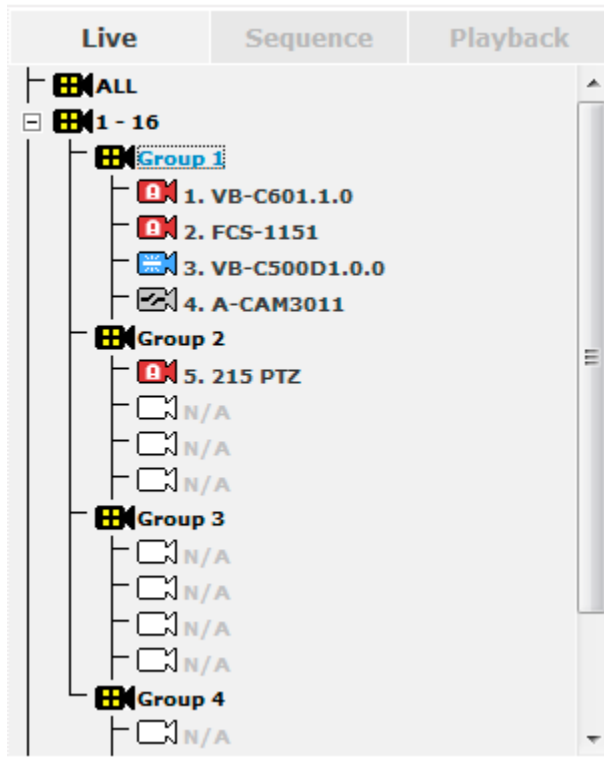 Live Sequence Playback
ALL
1 - 16
Group 1
1. VB-C601.1.0
2. FCS-1151
3. VB-C500D1.0.0
4. A-CAM3011
Group 2
5. 215 PTZ
N/A
N/A
N/A
Group 3
N/A
N/A
N/A
N/A
Group 4
N/A